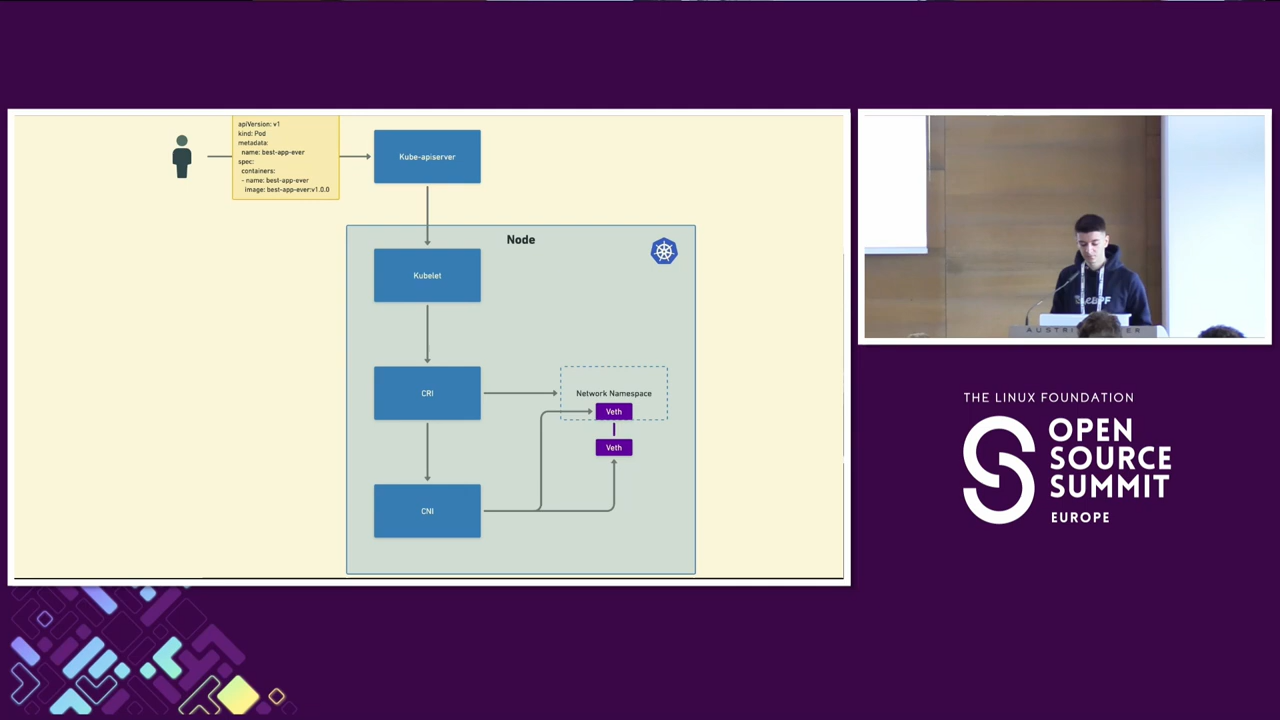 apiVersion: v1
kind: Pod
metadata:
name: best-app-ever
spec:
containers:
- name: best-app-ever
image: best-app-ever:v1.0.0
Kube-apiserver
Node
Kubelet
CRI
Network Namespace
Veth
Veth
CNI
eBPF
THE LINUX FOUNDATION
OPEN
SOURCE
SUMMIT
EUROPE